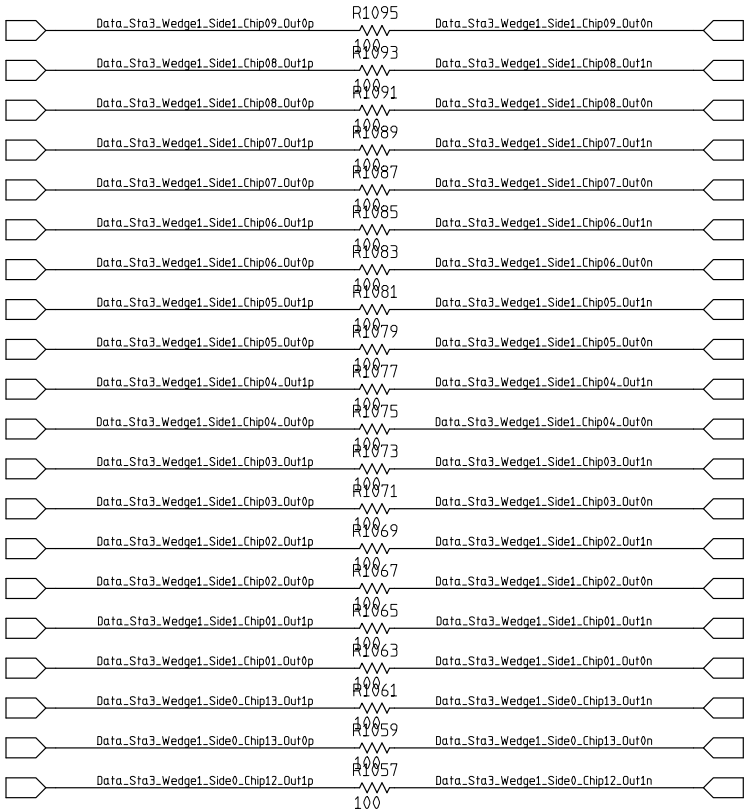 R1095
Data_Sta3_Wedge1_Side1_Chip09_Out0p Data_Sta3_Wedge1_Side1_Chip09_Out0n
100
R1093
Data_Sta3_Wedge1_Side1_Chip08_Out1p Data_Sta3_Wedge1_Side1_Chip08_Out1n
100
R1091
Data_Sta3_Wedge1_Side1_Chip08_Out0p Data_Sta3_Wedge1_Side1_Chip08_Out0n
100
R1089
Data_Sta3_Wedge1_Side1_Chip07_Out1p Data_Sta3_Wedge1_Side1_Chip07_Out1n
100
R1087
Data_Sta3_Wedge1_Side1_Chip07_Out0p Data_Sta3_Wedge1_Side1_Chip07_Out0n
100
R1085
Data_Sta3_Wedge1_Side1_Chip06_Out1p Data_Sta3_Wedge1_Side1_Chip06_Out1n
100
R1083
Data_Sta3_Wedge1_Side1_Chip06_Out0p Data_Sta3_Wedge1_Side1_Chip06_Out0n
100
R1081
Data_Sta3_Wedge1_Side1_Chip05_Out1p Data_Sta3_Wedge1_Side1_Chip05_Out1n
100
R1079
Data_Sta3_Wedge1_Side1_Chip05_Out0p Data_Sta3_Wedge1_Side1_Chip05_Out0n
100
R1077
Data_Sta3_Wedge1_Side1_Chip04_Out1p Data_Sta3_Wedge1_Side1_Chip04_Out1n
100
R1075
Data_Sta3_Wedge1_Side1_Chip04_Out0p Data_Sta3_Wedge1_Side1_Chip04_Out0n
100
R1073
Data_Sta3_Wedge1_Side1_Chip03_Out1p Data_Sta3_Wedge1_Side1_Chip03_Out1n
100
R1071
Data_Sta3_Wedge1_Side1_Chip03_Out0p Data_Sta3_Wedge1_Side1_Chip03_Out0n
100
R1069
Data_Sta3_Wedge1_Side1_Chip02_Out1p Data_Sta3_Wedge1_Side1_Chip02_Out1n
100
R1067
Data_Sta3_Wedge1_Side1_Chip02_Out0p Data_Sta3_Wedge1_Side1_Chip02_Out0n
100
R1065
Data_Sta3_Wedge1_Side1_Chip01_Out1p Data_Sta3_Wedge1_Side1_Chip01_Out1n
100
R1063
Data_Sta3_Wedge1_Side1_Chip01_Out0p Data_Sta3_Wedge1_Side1_Chip01_Out0n
100
R1061
Data_Sta3_Wedge1_Side0_Chip13_Out1p Data_Sta3_Wedge1_Side0_Chip13_Out1n
100
R1059
Data_Sta3_Wedge1_Side0_Chip13_Out0p Data_Sta3_Wedge1_Side0_Chip13_Out0n
100
R1057
Data_Sta3_Wedge1_Side0_Chip12_Out1p Data_Sta3_Wedge1_Side0_Chip12_Out1n
100